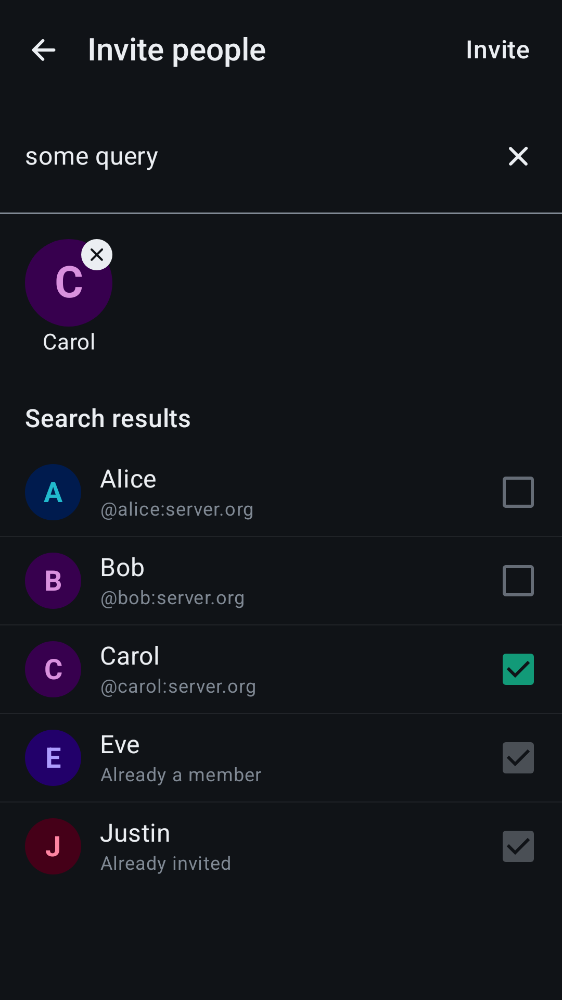 Invite people
Invite
some query
C
Carol
Search results
A
Alice
@alice:server.org
B
Bob
@bob:server.org
C
Carol
@carol:server.org
E
Eve
Already a member
J
Justin
Already invited